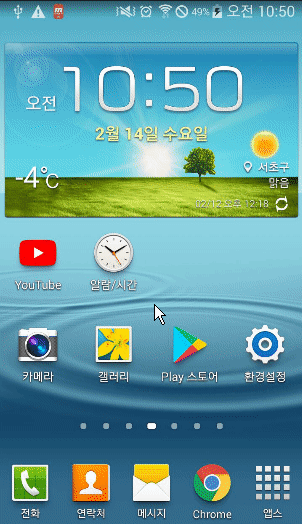 49% 오전 10:50
오전 10:50
2월 14일 수요일
-4°C
서초구
맑음
오전 12:18
YouTube 알람/시간
카메라 갤러리 Play 스토어 환경설정
전화 연락처 메시지 Chrome 앱스